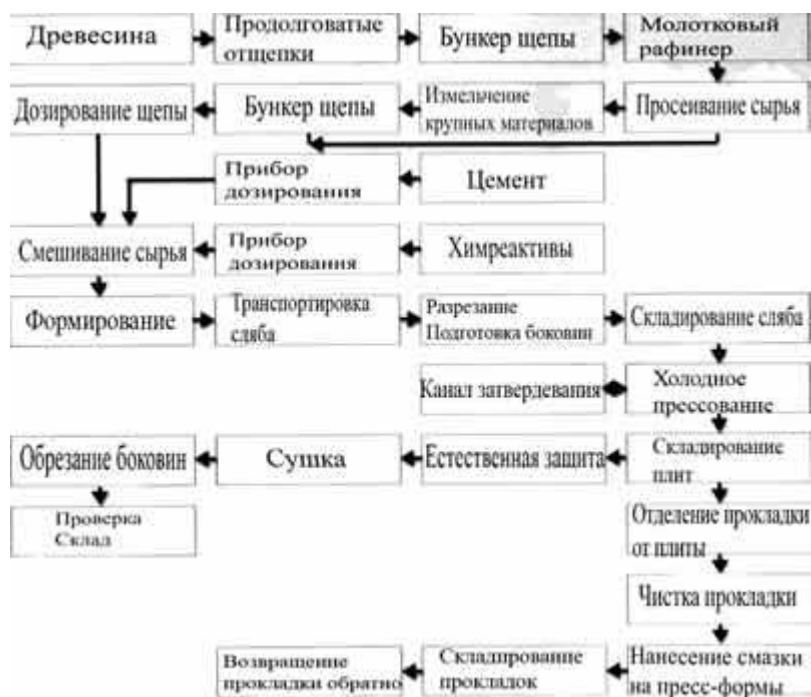 Древесина
Продолговатые
отщепки
Бункер щепы
Молотковый
рафинер
Дозирование щепы
Бункер щепы
Измельчение
крупных материалов
Просеивание сырья
Прибор
дозирования
Цемент
Смешивание сырья
Прибор
дозирования
Химреактивы
Формирование
Транспортировка
сляба
Разрезание
Подготовка боковин
Складирование сляба
Канал затвердевания
Холодное
прессование
Обрезание боковин
Сушка
Естественная защита
Складирование
плит
Проверка
Склад
Отделение прокладки
от плиты
Чистка прокладки
Возвращение
прокладки обратно
Складирование
прокладок
Нанесение смазки
на пресс-формы